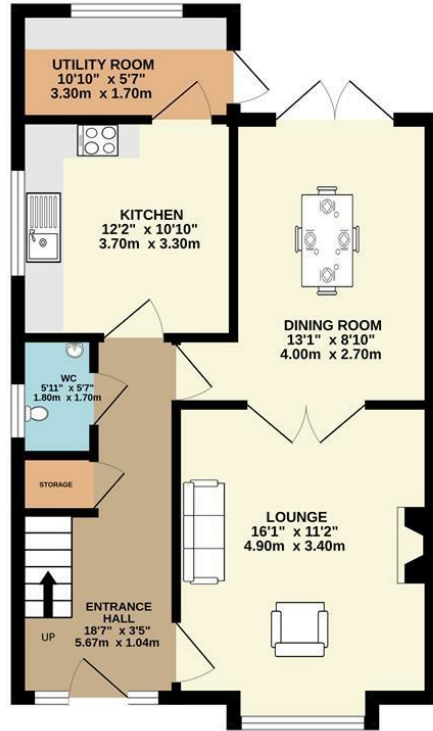 UTILITY ROOM
10'10" x 5'7"
3.30m x 1.70m
KITCHEN
12'2" x 10'10"
3.70m x 3.30m
DINING ROOM
13'1" x 8'10"
4.00m x 2.70m
WC
5'11" x 5'7"
1.80m x 1.70m
STORAGE
LOUNGE
16'1" x 11'2"
4.90m x 3.40m
ENTRANCE
HALL
18'7" x 3'5"
5.67m x 1.04m
UP